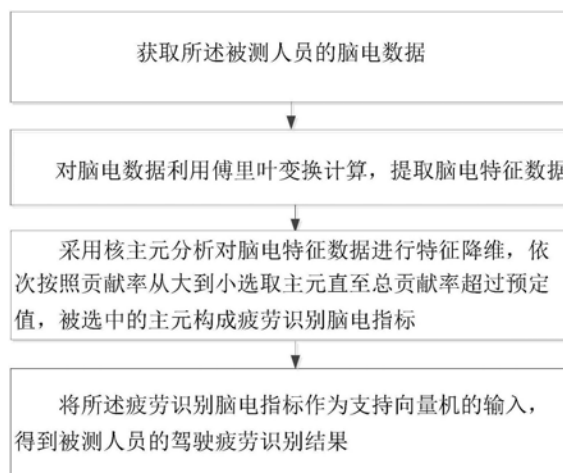 获取所述被测人员的脑电数据
对脑电数据利用傅里叶变换计算，提取脑电特征数据
采用核主元分析对脑电特征数据进行特征降维，依
次按照贡献率从大到小选取主元直至总贡献率超过预定
值，被选中的主元构成疲劳识别脑电指标
将所述疲劳识别脑电指标作为支持向量机的输入，
得到被测人员的驾驶疲劳识别结果